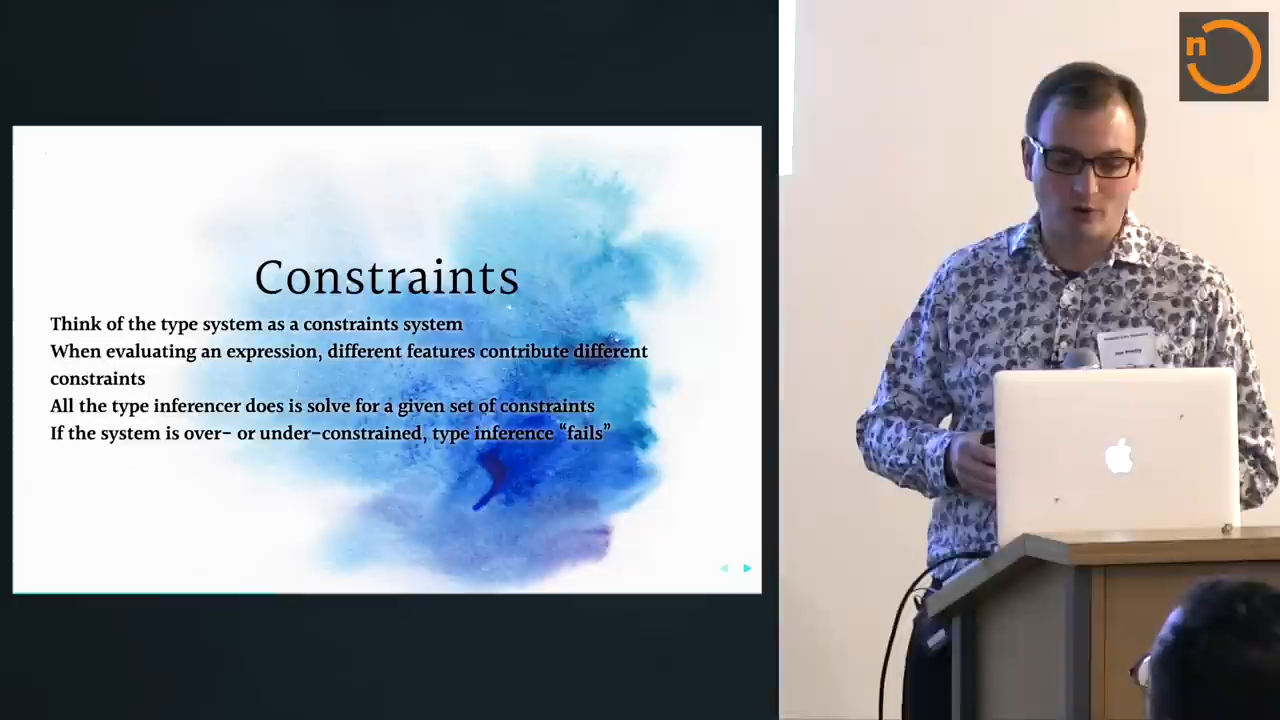 Constraints
Think of the type system as a constraints system
When evaluating an expression, different features contribute different
constraints
All the type inferencer does is solve for a given set of constraints
If the system is over- or under-constrained, type inference “fails”
n